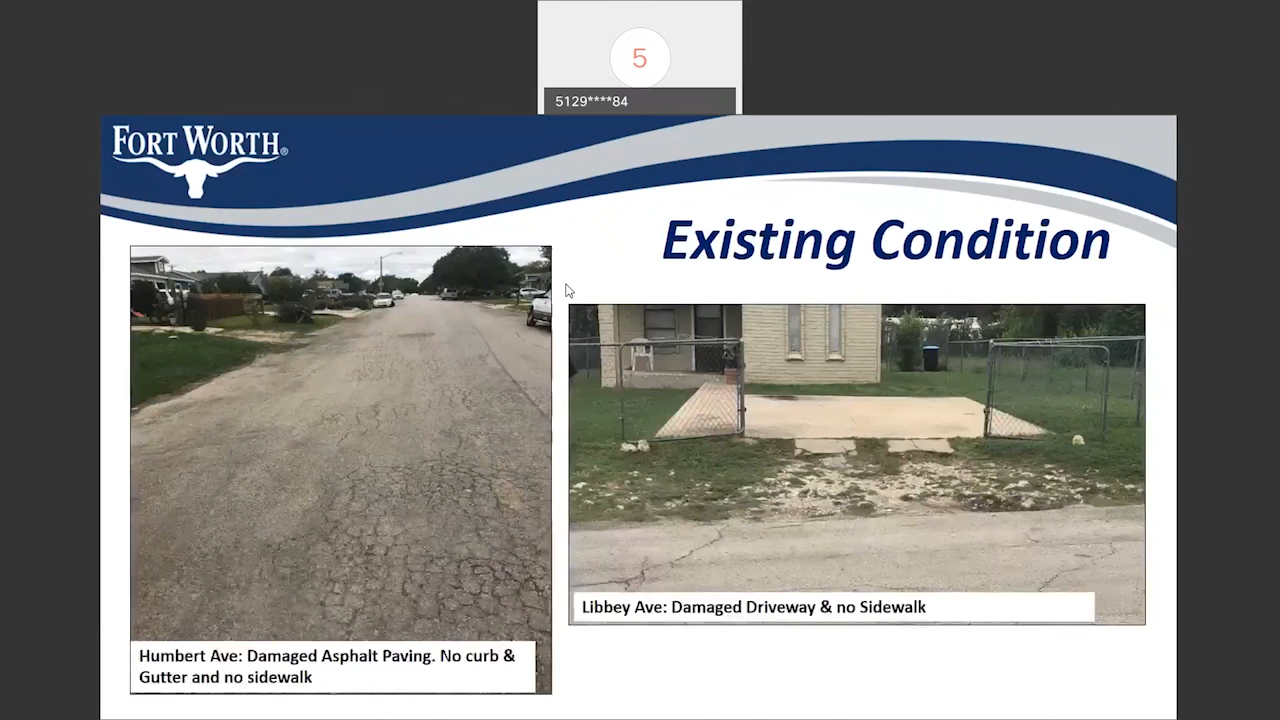 5
5129****84
FORT WORTH®
Existing Condition
Humbert Ave: Damaged Asphalt Paving. No curb &
Gutter and no sidewalk
Libbey Ave: Damaged Driveway & no Sidewalk